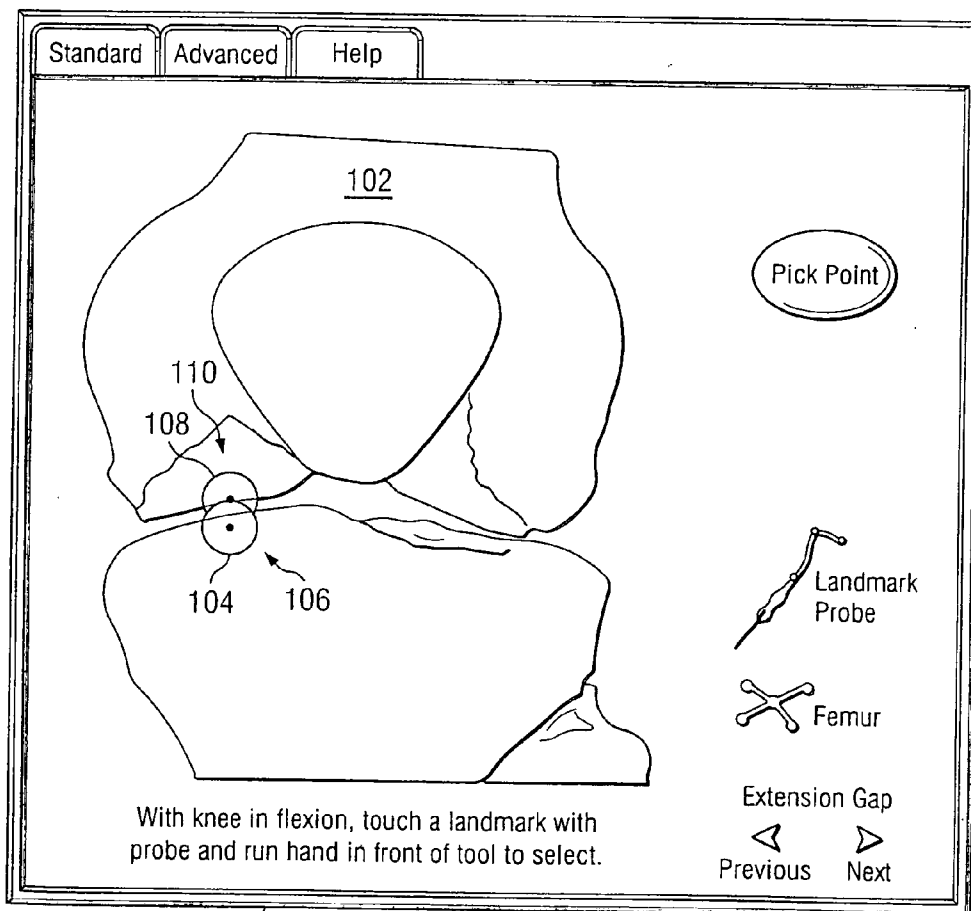 Standard Advanced Help
102
Pick Point
110
108
104 106
Landmark
Probe
Femur
With knee in flexion, touch a landmark with
probe and run hand in front of tool to select.
Extension Gap
Previous Next